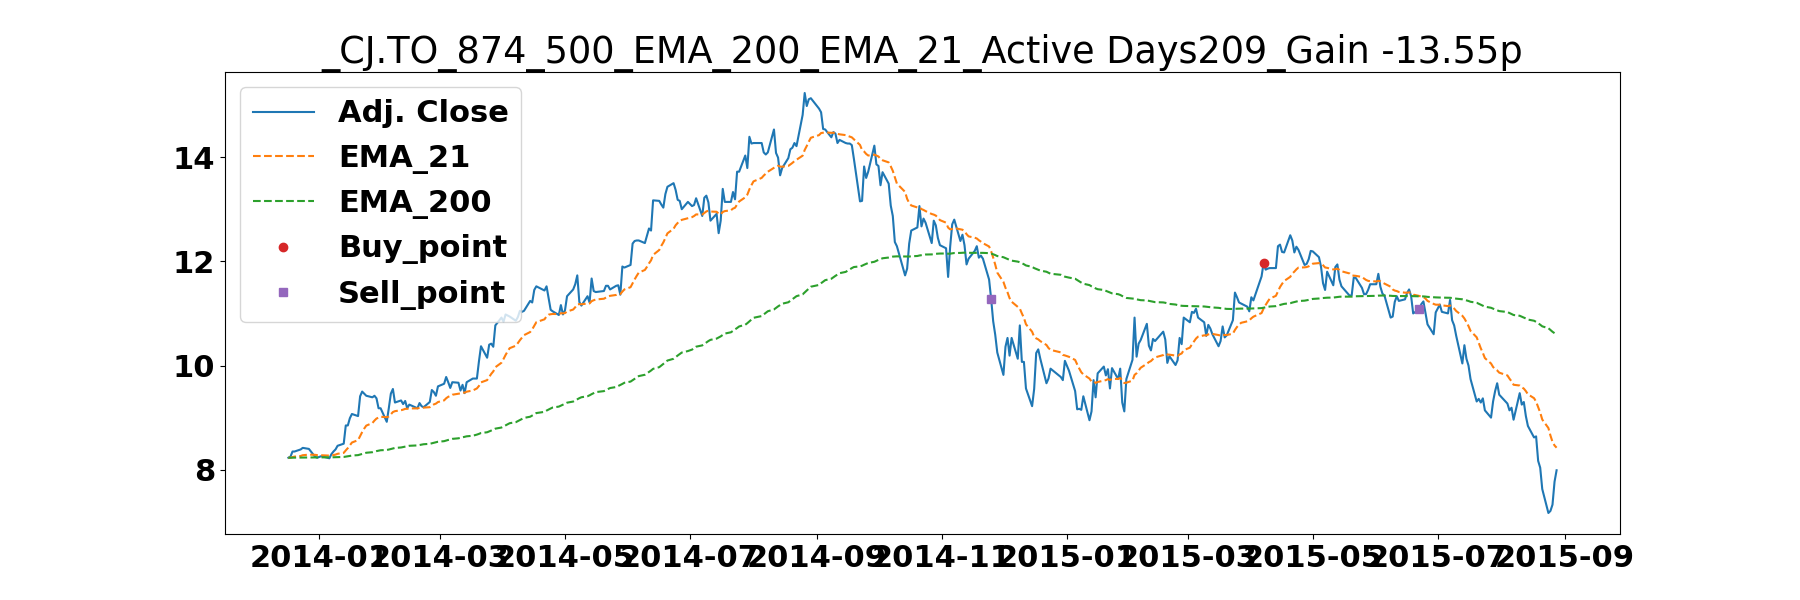 _CJ.TO_874_500_EMA_200_EMA_21_Active Days209_Gain -13.55p
Adj. Close
EMA_21
EMA_200
Buy_point
Sell_point
14
12
10
8
2014-01 2014-03 2014-05 2014-07 2014-09 2014-11 2015-01 2015-03 2015-05 2015-07 2015-09